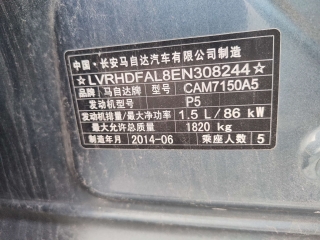 中国·长安马自达汽车有限公司制造
☆LVRHDFAL8EN308244☆
品牌 马自达牌 型号 CAM7150A5
发动机型号 P5
发动机排量/最大净功率 1.5 L/86 kW
最大允许总质量 1820 kg
制造年月 2014-06 乘座人数 5